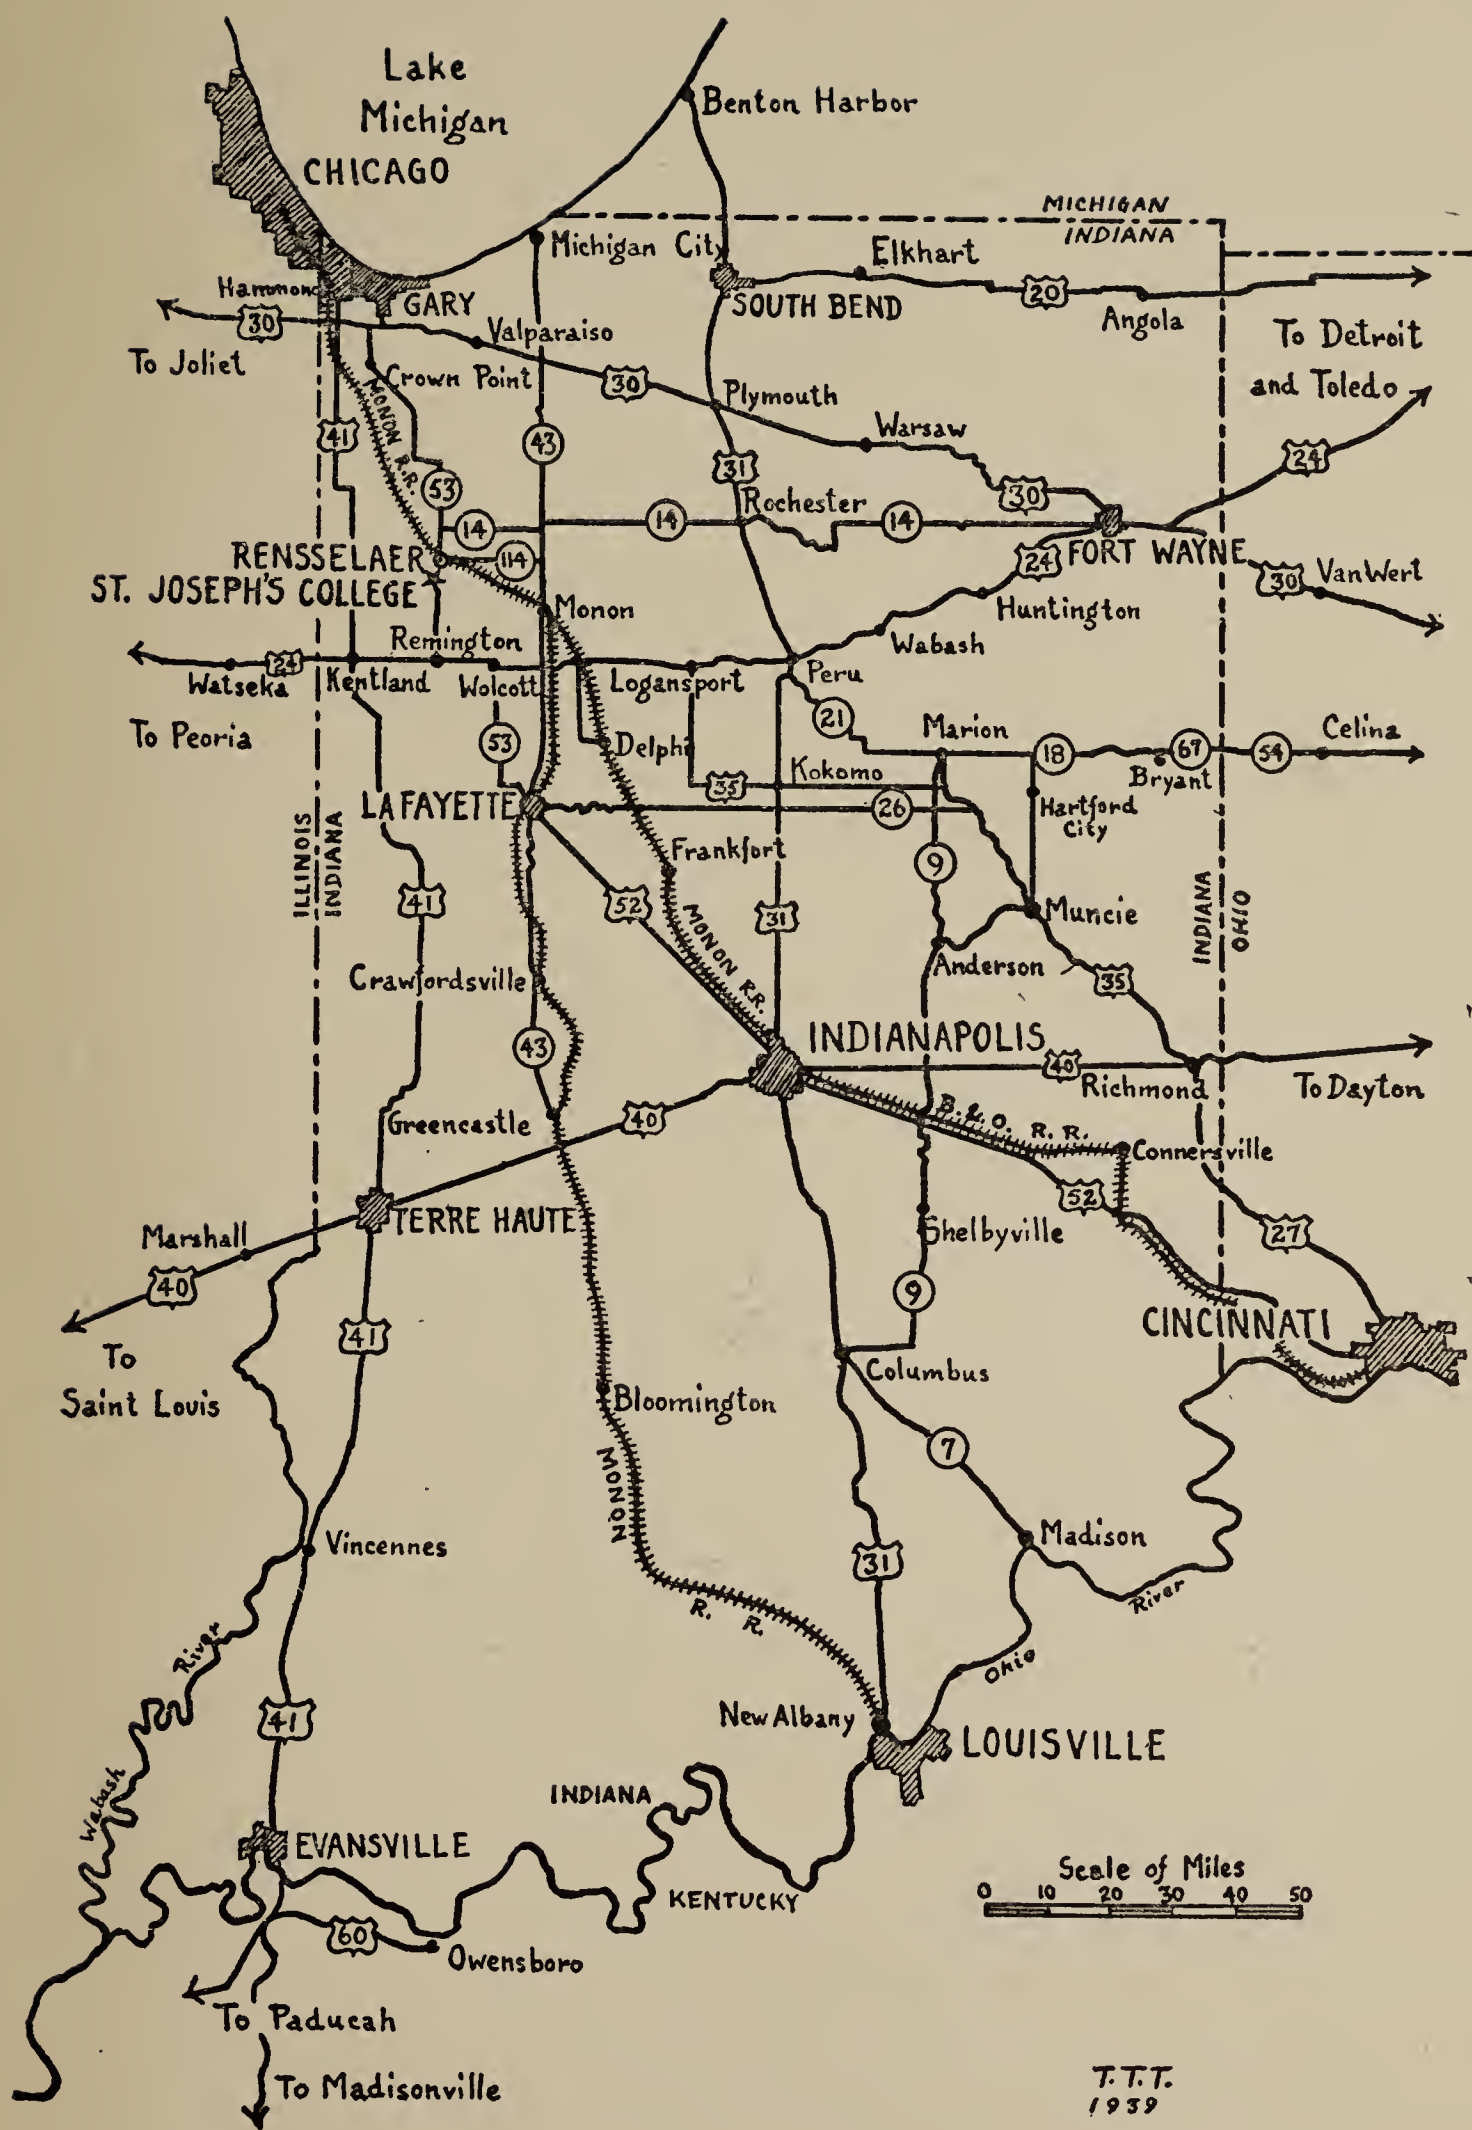 Lake
Michigan
CHICAGO
Benton Harbor
MICHIGAN
INDIANA
Michigan City
Elkhart
Hammond
GARY
SOUTH BEND
20
Angola
30
Valparaiso
To Detroit
and Toledo
To Joliet
Crown Point
30
Plymouth
MONON R.R.
Warsaw
41
43
24
31
53
30
Rochester
14
14
14
RENSSELAER
114
24
FORT WAYNE
ST. JOSEPH'S COLLEGE
30
Van Wert
Monon
Huntington
Remington
Wabash
24
Watseka
Kentland
Wolcott
Logansport
Peru
To Peoria
21
Marion
Celina
53
Delphi
18
67
54
Bryant
Kokomo
35
LAFAYETTE
26
Hartford
City
ILLINOIS
INDIANA
Frankfort
9
41
52
31
Muncie
INDIANA
OHIO
MONON R.R.
Crawfordsville
Anderson
35
INDIANAPOLIS
43
40
Richmond
To Dayton
Greencastle
40
B.&O. R. R.
Connersville
52
TERRE HAUTE
Shelbyville
27
Marshall
40
9
41
CINCINNATI
To
Saint Louis
Columbus
Bloomington
7
MONON
Madison
Vincennes
31
River
R. R.
River
Ohio
41
New Albany
LOUISVILLE
Wabash
INDIANA
EVANSVILLE
Scale of Miles
0 10 20 30 40 50
KENTUCKY
60
Owensboro
To Paducah
To Madisonville
T.T.T.
1939